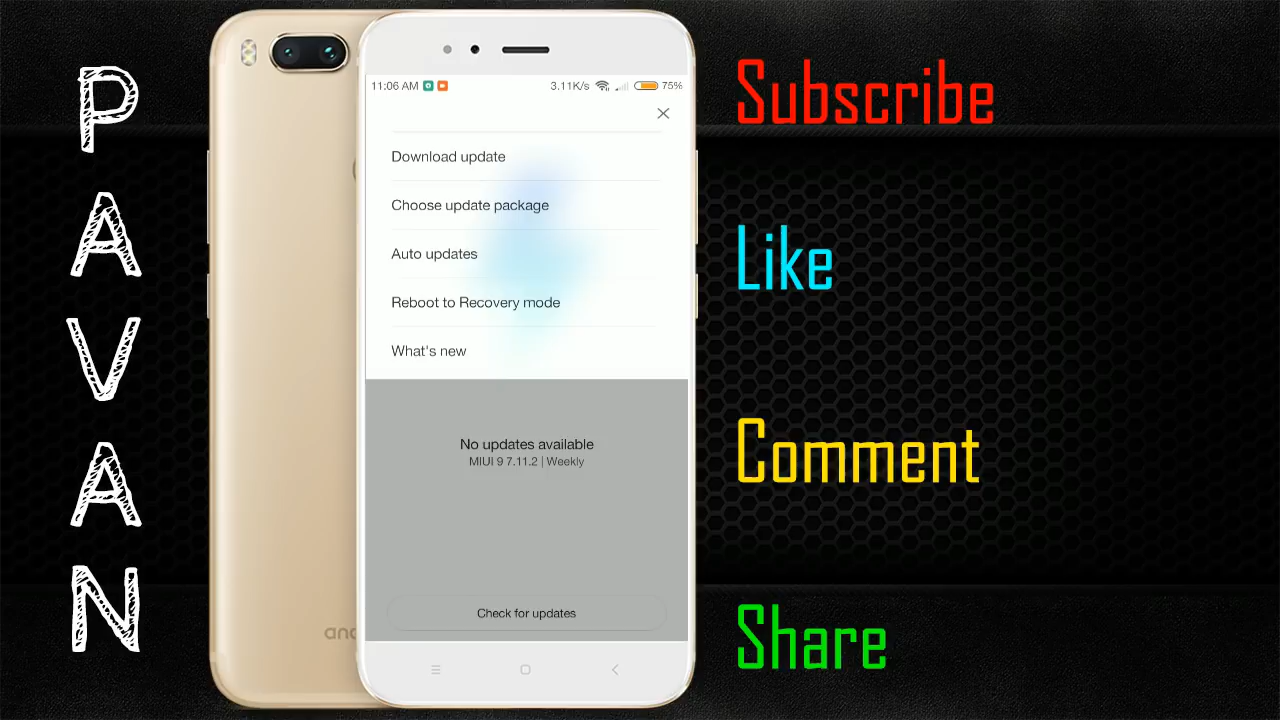 PAVAN
11:06 AM 3.11K/s 75%
Download update
Choose update package
Auto updates
Reboot to Recovery mode
What's new
No updates available
MIUI 9 7.11.2 | Weekly
Check for updates
Subscribe
Like
Comment
Share